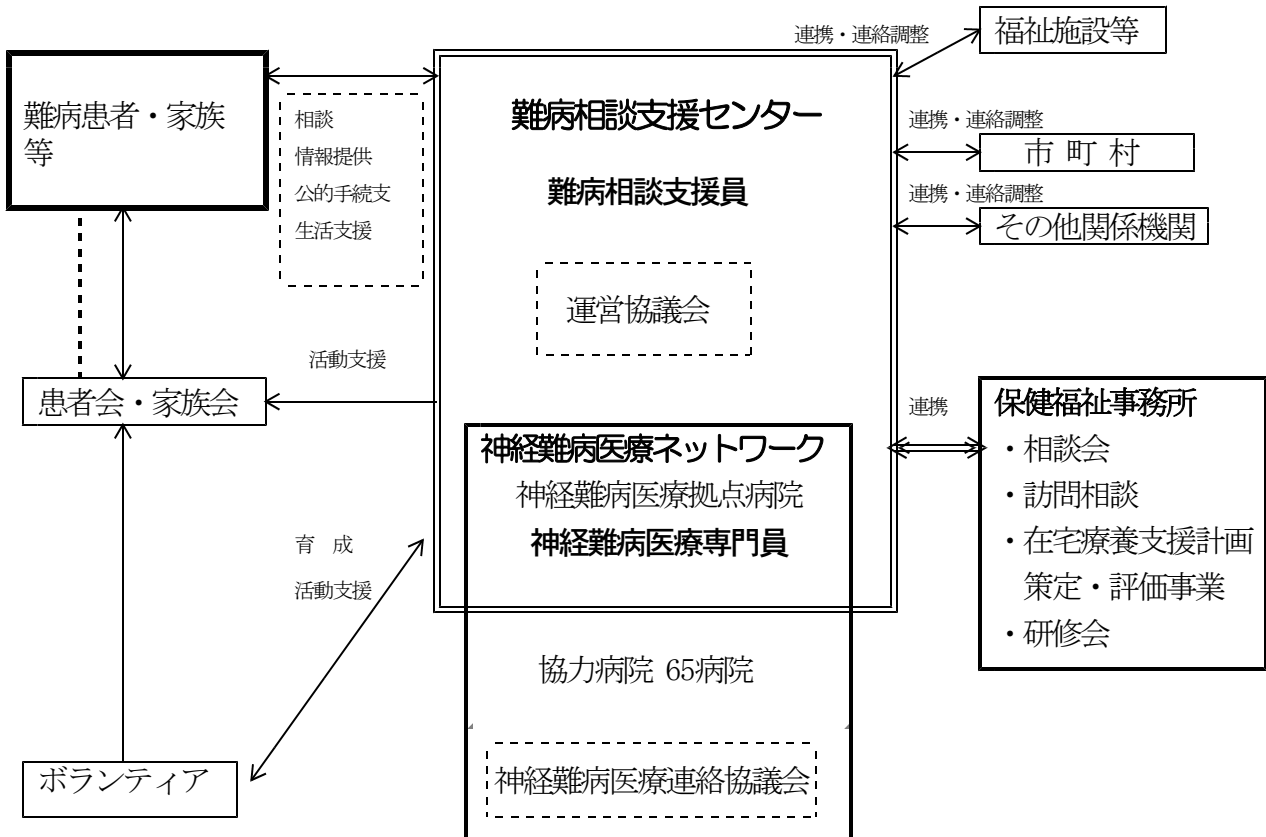 連携・連絡調整
福祉施設等
難病患者・家族
等
相談
情報提供
公的手続支
生活支援
難病相談支援センター
難病相談支援員
運営協議会
連携・連絡調整
市 町 村
連携・連絡調整
その他関係機関
活動支援
患者会・家族会
連携
保健福祉事務所
・相談会
・訪問相談
・在宅療養支援計画
策定・評価事業
・研修会
神経難病医療ネットワーク
神経難病医療拠点病院
神経難病医療専門員
育 成
活動支援
協力病院 65病院
神経難病医療連絡協議会
ボランティア